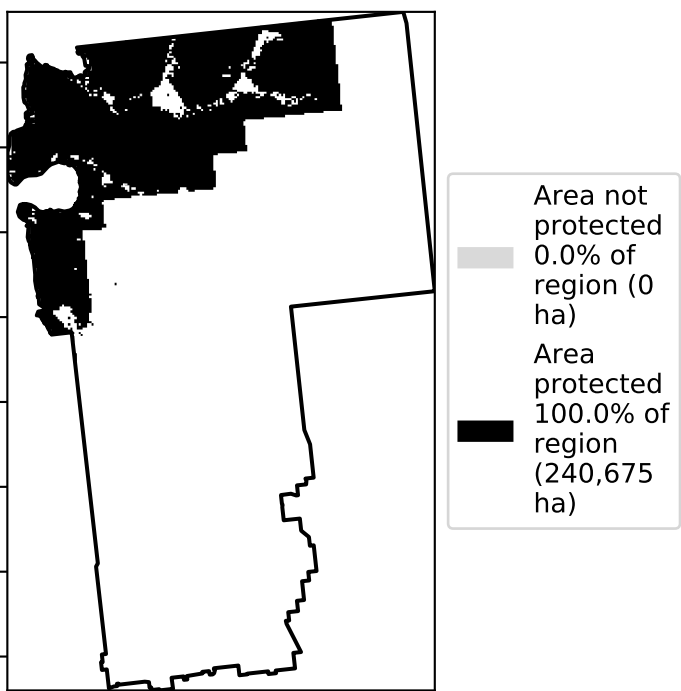 Area not
protected
0.0% of
region (0
ha)
Area
protected
100.0% of
region
(240,675
ha)